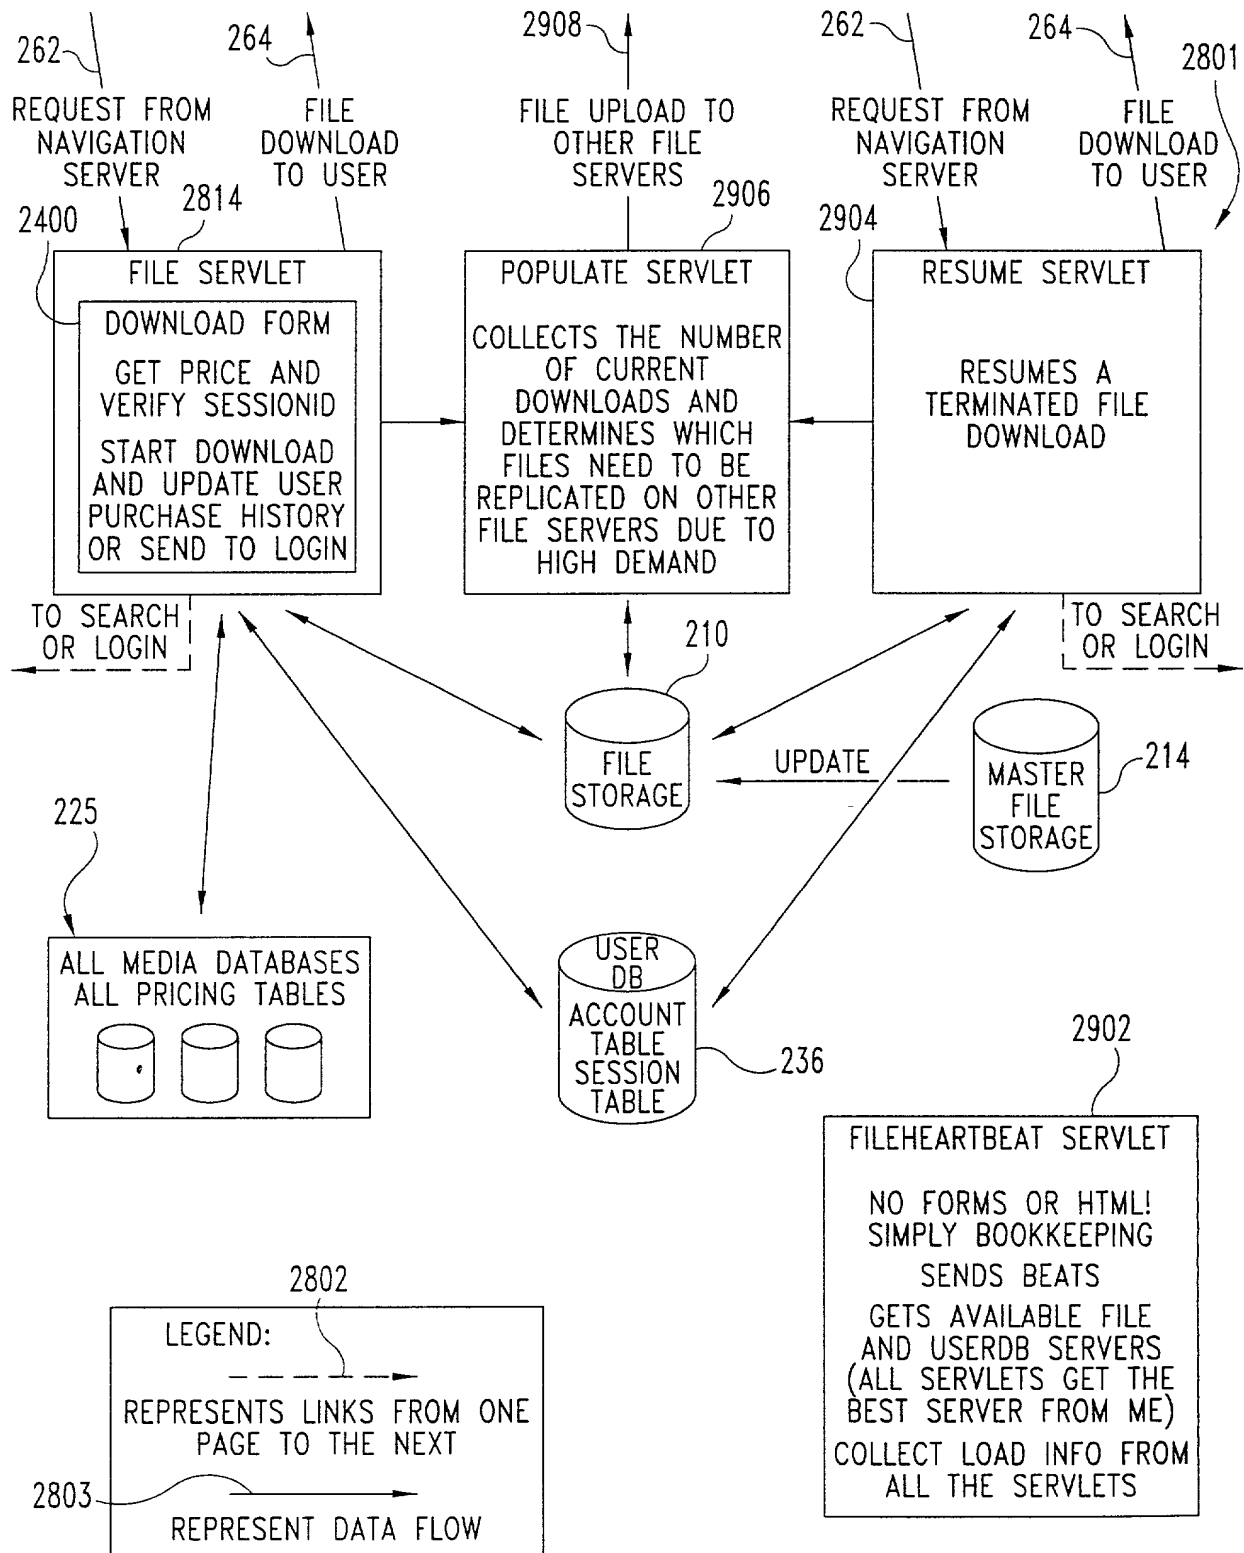 262
264
2908
262
264
2801
REQUEST FROM
NAVIGATION
SERVER
FILE
DOWNLOAD
TO USER
FILE UPLOAD TO
OTHER FILE
SERVERS
REQUEST FROM
NAVIGATION
SERVER
FILE
DOWNLOAD
TO USER
2400
2814
2906
2904
FILE SERVLET
DOWNLOAD FORM
GET PRICE AND
VERIFY SESSIONID
START DOWNLOAD
AND UPDATE USER
PURCHASE HISTORY
OR SEND TO LOGIN
POPULATE SERVLET
COLLECTS THE NUMBER
OF CURRENT
DOWNLOADS AND
DETERMINES WHICH
FILES NEED TO BE
REPLICATED ON OTHER
FILE SERVERS DUE TO
HIGH DEMAND
RESUME SERVLET
RESUMES A
TERMINATED FILE
DOWNLOAD
TO SEARCH
OR LOGIN
TO SEARCH
OR LOGIN
210
FILE
STORAGE
UPDATE
MASTER
FILE
STORAGE
214
225
ALL MEDIA DATABASES
ALL PRICING TABLES
USER
DB
ACCOUNT
TABLE
SESSION
TABLE
236
2902
FILEHEARTBEAT SERVLET
NO FORMS OR HTML!
SIMPLY BOOKKEEPING
SENDS BEATS
GETS AVAILABLE FILE
AND USERDB SERVERS
(ALL SERVLETS GET THE
BEST SERVER FROM ME)
COLLECT LOAD INFO FROM
ALL THE SERVLETS
2802
LEGEND:
REPRESENTS LINKS FROM ONE
PAGE TO THE NEXT
2803
REPRESENT DATA FLOW